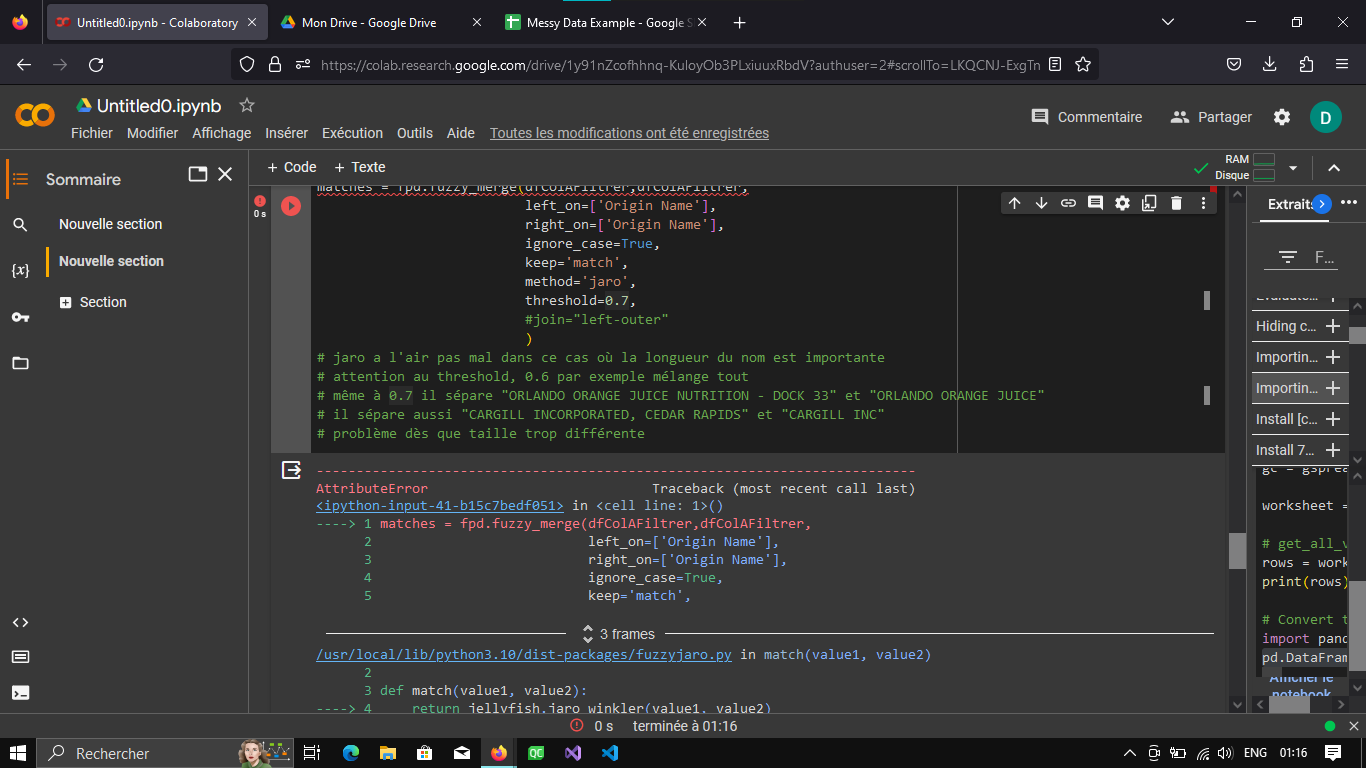 Untitled0.ipynb - Colaboratory
Mon Drive - Google Drive
Messy Data Example - Google S
https://colab.research.google.com/drive/1y91nZcofhhnq-KuloyOb3PLxiuuxRbdV?authuser=2#scrollTo=LKQCNJ-ExgTn
Untitled0.ipynb
Fichier Modifier Affichage Insérer Exécution Outils Aide Toutes les modifications ont été enregistrées
Commentaire
Partager
D
Sommaire
Nouvelle section
Nouvelle section
Section
{x}
+ Code + Texte
RAM
Disque
0 s
matches = fpd.fuzzy_merge(dfColAFiltrer,dfColAFiltrer,
left_on=['Origin Name'],
right_on=['Origin Name'],
ignore_case=True,
keep='match',
method='jaro',
threshold=0.7,
#join="left-outer"
)
# jaro a l'air pas mal dans ce cas où la longueur du nom est importante
# attention au threshold, 0.6 par exemple mélange tout
# même à 0.7 il sépare "ORLANDO ORANGE JUICE NUTRITION - DOCK 33" et "ORLANDO ORANGE JUICE"
# il sépare aussi "CARGILL INCORPORATED, CEDAR RAPIDS" et "CARGILL INC"
# problème dès que taille trop différente
---------------------------------------------------------------------------
AttributeError Traceback (most recent call last)
<ipython-input-41-b15c7bedf051> in <cell line: 1>()
----> 1 matches = fpd.fuzzy_merge(dfColAFiltrer,dfColAFiltrer,
2 left_on=['Origin Name'],
3 right_on=['Origin Name'],
4 ignore_case=True,
5 keep='match',
3 frames
/usr/local/lib/python3.10/dist-packages/fuzzyjaro.py in match(value1, value2)
2
3 def match(value1, value2):
----> 4 return jellyfish.jaro_winkler(value1, value2)
Extraits
F...
Hiding c...
Importin...
Importin...
Install [c...
Install 7...
gc = gsprea
worksheet =
# get_all_v
rows = work
print(rows)
# Convert t
import panc
pd.DataFram
Afficher le
notebook
0 s terminée à 01:16
Rechercher
QC
ENG 01:16